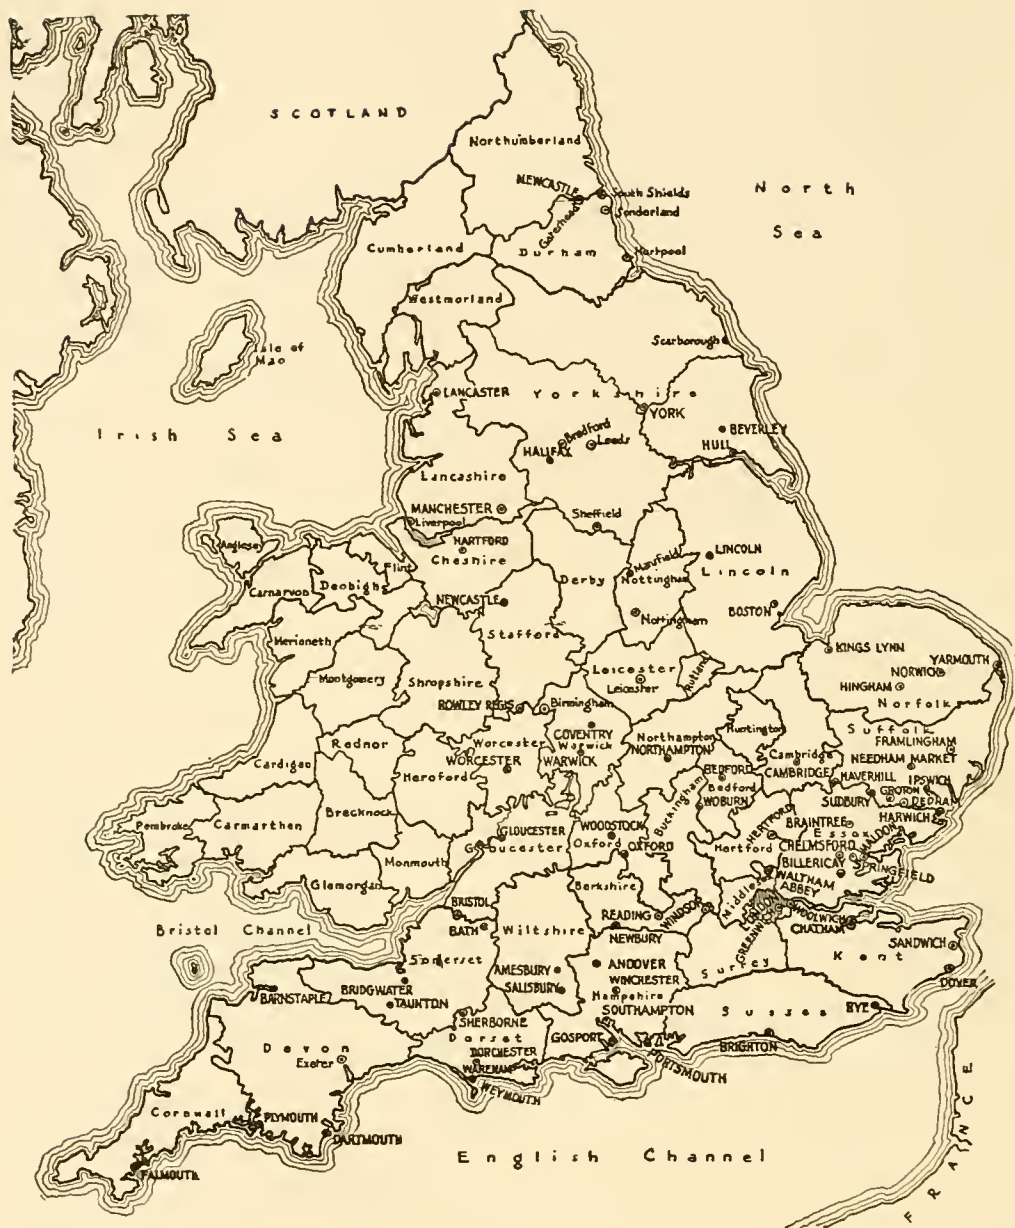 SCOTLAND
Northumberland
NEWCASTLE
South Shields
Gateshead
Sonderland
North
Sea
Cumberland
Durham
Hartpool
Westmorland
Scarborough
Isle of
Mao
LANCASTER
Yorkshire
YORK
BEVERLEY
Irish Sea
Bradford
Leeds
HALIFAX
HULL
Lancashire
MANCHESTER
Liverpool
Sheffield
HARTFORD
Cheshire
LINCOLN
Lincoln
Anglesey
Flint
Deobigh
Carnarvon
Derby
Mansfield
Nottingham
Nottingham
NEWCASTLE
BOSTON
Merioneth
Stafford
KINGS LYNN
YARMOUTH
NORWICK
HINGHAM
Norfolk
Montgomery
Shropshire
Leicester
Leicester
Rutland
ROWLEY REGIS
Birmingham
Suffolk
FRAMLINGHAM
NEEDHAM MARKET
Huntington
COVENTRY
Warwick
WARWICK
Northampton
NORTHAMPTON
Radnor
Worcester
WORCESTER
Cardigan
Hereford
Cambridge
CAMBRIDGE
HAVERHILL
IPSWICH
BEDFORD
Bedford
WOBURN
Buckingham
SUDBURY
GROTON
DEDHAM
HARWICH
Pembroke
Carmarthen
Brecknock
GLOUCESTER
Gloucester
WOODSTOCK
Oxford
OXFORD
HERTFORD
Hertford
BRAINTREE
Essex
CHELMSFORD
MALDON
SPRINGFIELD
BILLERICAY
WALTHAM
ABBEY
Monmouth
Glamorgan
Berkshire
Middlesex
LONDON
WOOLWICH
GREENWICH
CHATHAM
BRISTOL
BATH
Wiltshire
READING
WINDSOR
NEWBURY
Bristol Channel
Somerset
Surrey
Kent
SANDWICH
DOVER
AMESBURY
SALISBURY
ANDOVER
WINCHESTER
Hampshire
SOUTHAMPTON
BARNSTAPLE
BRIDGWATER
TAUNTON
Sussex
RYE
SHERBORNE
Dorset
GOSPORT
PORTSMOUTH
BRIGHTON
Devon
Exeter
DORCHESTER
WAREHAM
WEYMOUTH
Cornwall
PLYMOUTH
DARTMOUTH
FALMOUTH
English Channel
FRANCE